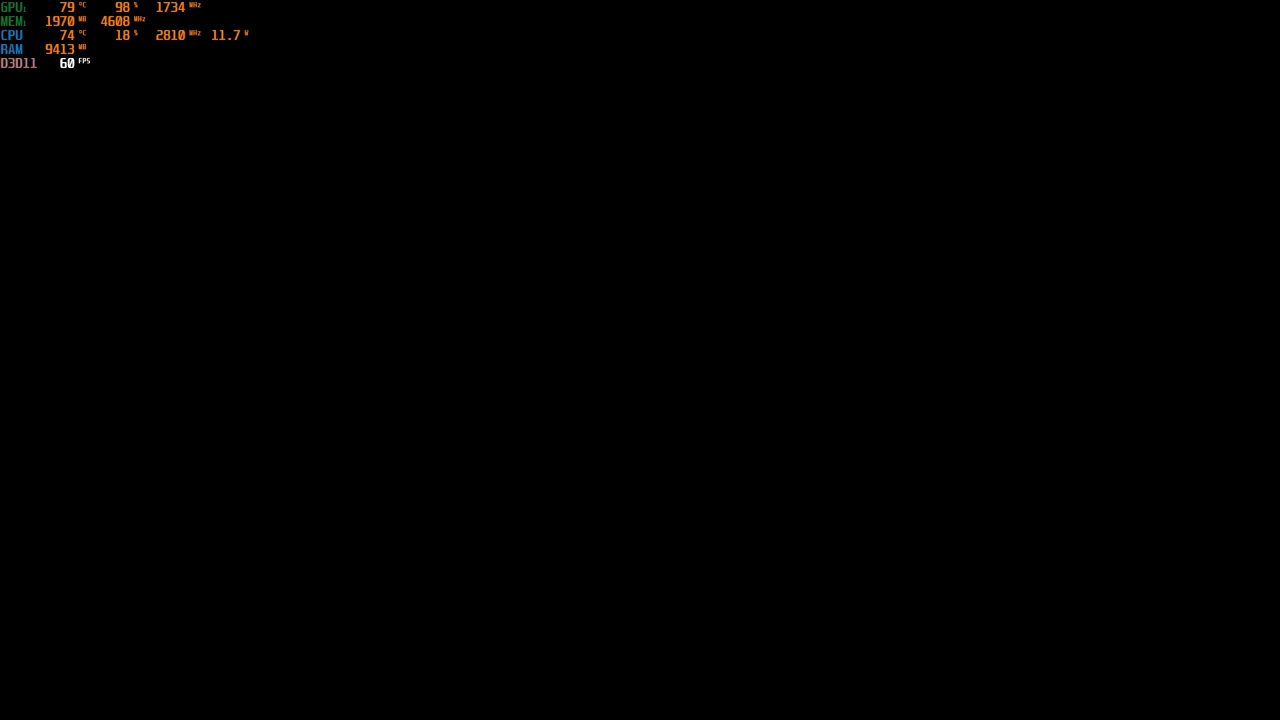 GPU1 79 °C 98 % 1734 MHz
MEM1 1970 MB 4608 MHz
CPU 74 °C 18 % 2810 MHz 11.7 W
RAM 9413 MB
D3D11 60 FPS